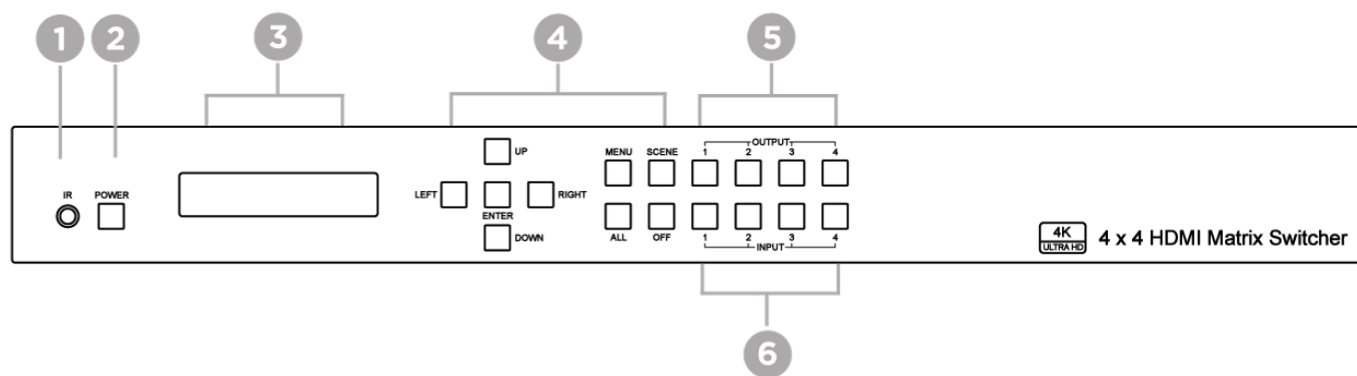 1 2 3 4 5
UP
MENU SCENE
OUTPUT
1 2 3 4
LEFT
RIGHT
IR POWER
ENTER
DOWN
ALL OFF
1 2 3 4
INPUT
4K
ULTRA HD
4 x 4 HDMI Matrix Switcher
6